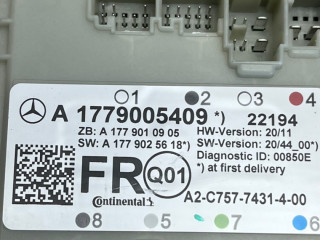 1 2 3 4
A 1779005409 *) 22194
ZB: A 177 901 09 05 HW-Version: 20/11
SW: A 177 902 56 18*) SW-Version: 20/44_00*)
Diagnostic ID: 00850E
*) at first delivery
FR Q01
Continental A2-C757-7431-4-00
8 5 7 6